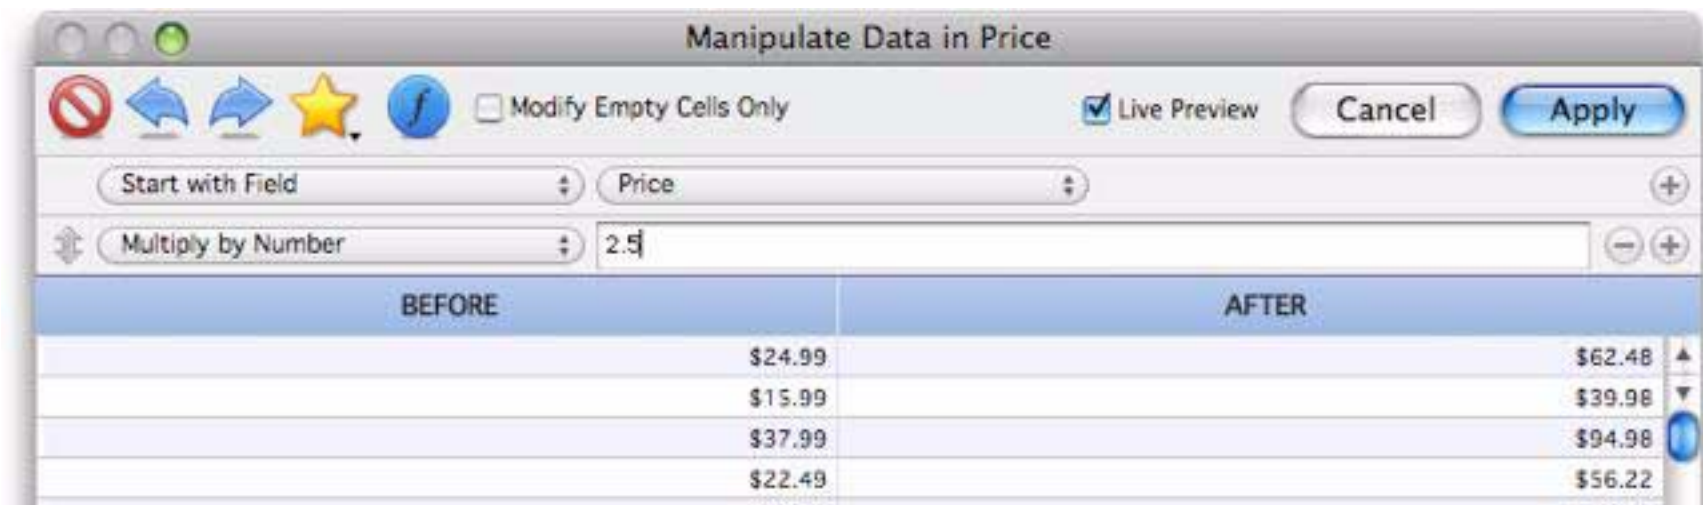 Manipulate Data in Price
Modify Empty Cells Only Live Preview Cancel Apply
Start with Field Price
Multiply by Number 2.5
BEFORE AFTER
$24.99 $62.48
$15.99 $39.98
$37.99 $94.98
$22.49 $56.22